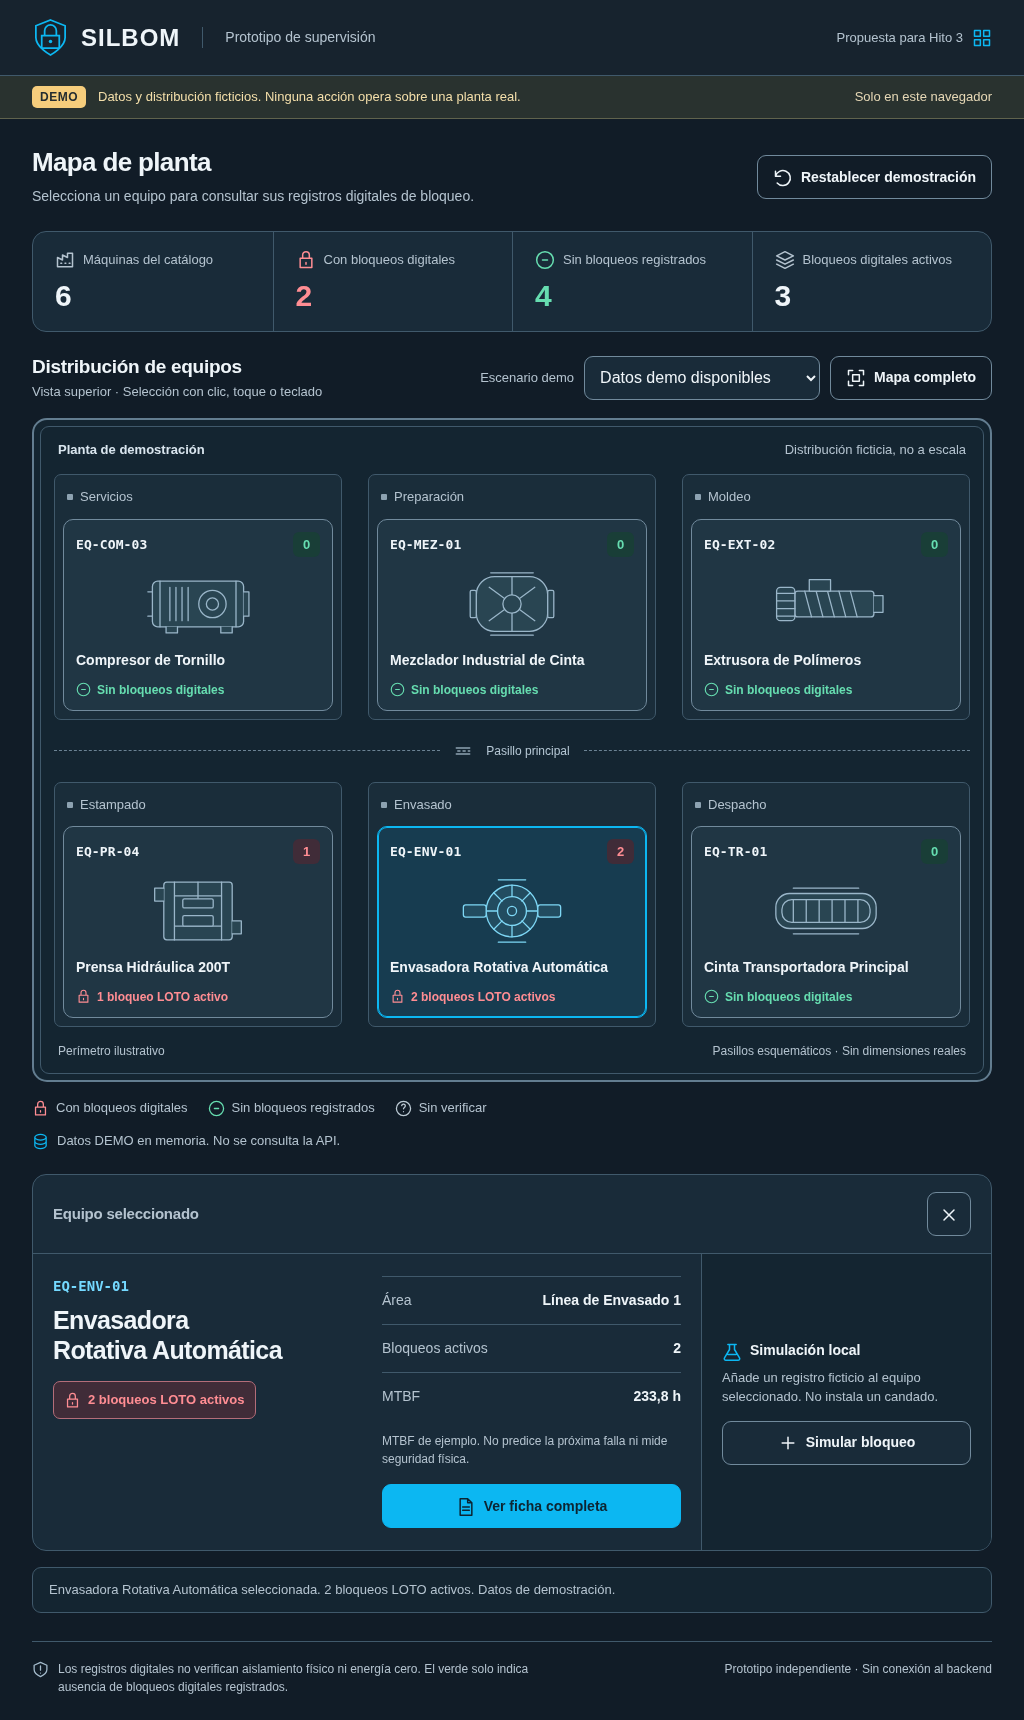 SILBOM
Prototipo de supervisión
Propuesta para Hito 3
DEMO
Datos y distribución ficticios. Ninguna acción opera sobre una planta real.
Solo en este navegador
Mapa de planta
Selecciona un equipo para consultar sus registros digitales de bloqueo.
Restablecer demostración
Máquinas del catálogo
6
Con bloqueos digitales
2
Sin bloqueos registrados
4
Bloqueos digitales activos
3
Distribución de equipos
Vista superior · Selección con clic, toque o teclado
Escenario demo
Datos demo disponibles
Mapa completo
Planta de demostración
Distribución ficticia, no a escala
Servicios
EQ-COM-03
0
Compresor de Tornillo
Sin bloqueos digitales
Preparación
EQ-MEZ-01
0
Mezclador Industrial de Cinta
Sin bloqueos digitales
Moldeo
EQ-EXT-02
0
Extrusora de Polímeros
Sin bloqueos digitales
Pasillo principal
Estampado
EQ-PR-04
1
Prensa Hidráulica 200T
1 bloqueo LOTO activo
Envasado
EQ-ENV-01
2
Envasadora Rotativa Automática
2 bloqueos LOTO activos
Despacho
EQ-TR-01
0
Cinta Transportadora Principal
Sin bloqueos digitales
Perímetro ilustrativo
Pasillos esquemáticos · Sin dimensiones reales
Con bloqueos digitales
Sin bloqueos registrados
Sin verificar
Datos DEMO en memoria. No se consulta la API.
Equipo seleccionado
EQ-ENV-01
Envasadora
Rotativa Automática
2 bloqueos LOTO activos
Área
Línea de Envasado 1
Bloqueos activos
2
MTBF
233,8 h
MTBF de ejemplo. No predice la próxima falla ni mide
seguridad física.
Ver ficha completa
Simulación local
Añade un registro ficticio al equipo
seleccionado. No instala un candado.
Simular bloqueo
Envasadora Rotativa Automática seleccionada. 2 bloqueos LOTO activos. Datos de demostración.
Los registros digitales no verifican aislamiento físico ni energía cero. El verde solo indica
ausencia de bloqueos digitales registrados.
Prototipo independiente · Sin conexión al backend